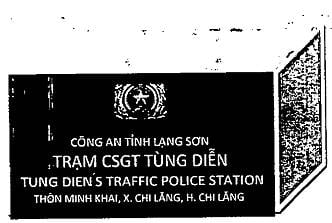 CÔNG AN TỈNH LẠNG SƠN
TRẠM CSGT TÙNG DIỄN
TUNG DIEN'S TRAFFIC POLICE STATION
THÔN MINH KHAI, X. CHI LĂNG, H. CHI LĂNG